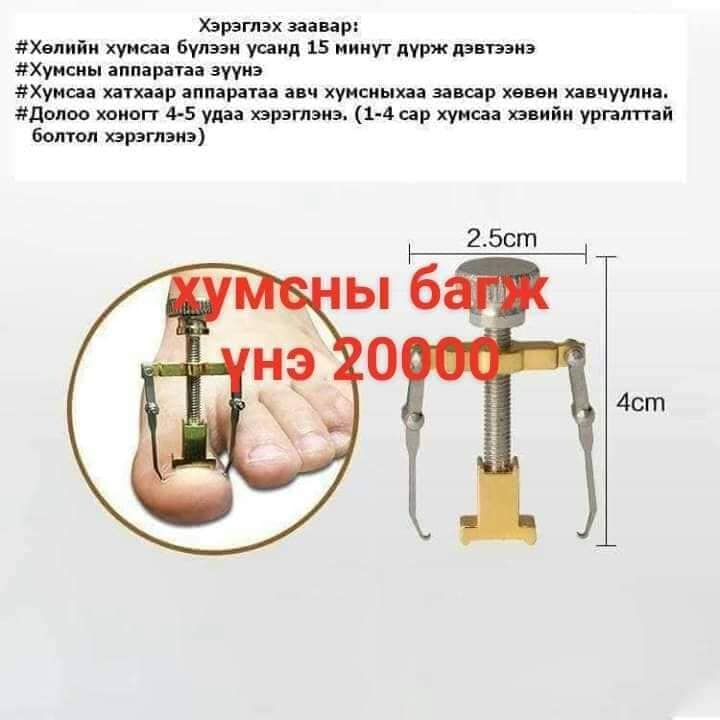 Хэрэглэх заавар:
#Хөлийн хумсаа бүлээн усанд 15 минут дүрж дэвтээнэ
#Хумсны аппаратаа зүүнэ
#Хумсаа хатхаар аппаратаа авч хумсныхаа завсар хөвөн хавчуулна.
#Долоо хоногт 4-5 удаа хэрэглэнэ. (1-4 сар хумсаа хэвийн ургалттай
болтол хэрэглэнэ)
2.5cm
хумсны багж
үнэ 20000
4cm